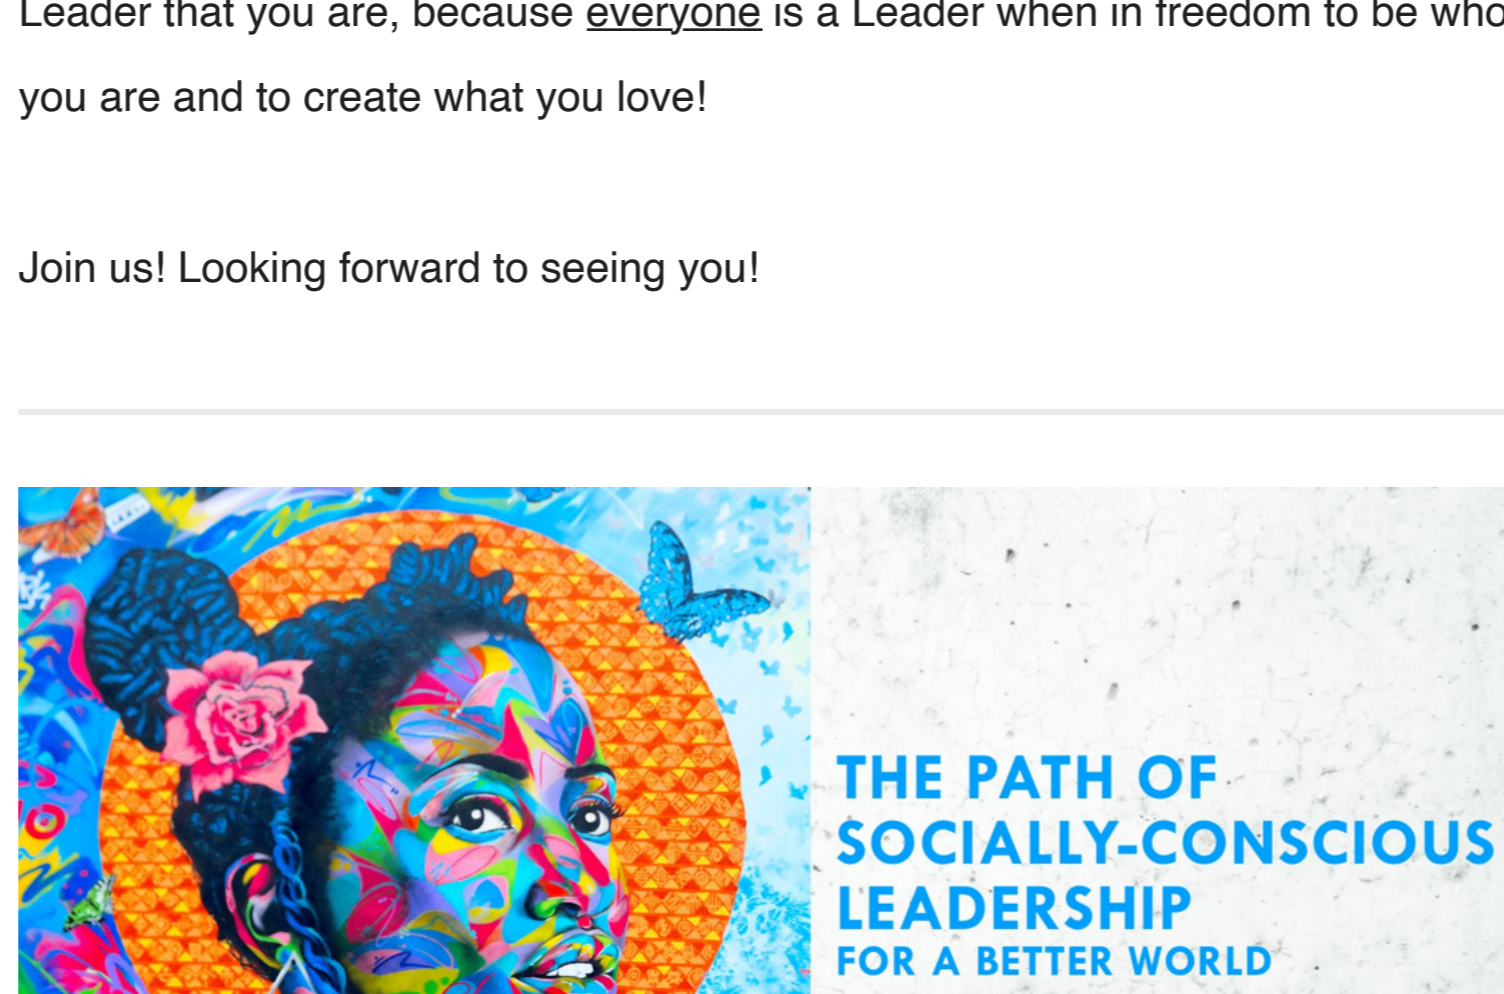 Leader that you are, because everyone is a Leader when in freedom to be who
you are and to create what you love!
Join us! Looking forward to seeing you!
THE PATH OF
SOCIALLY-CONSCIOUS
LEADERSHIP
FOR A BETTER WORLD